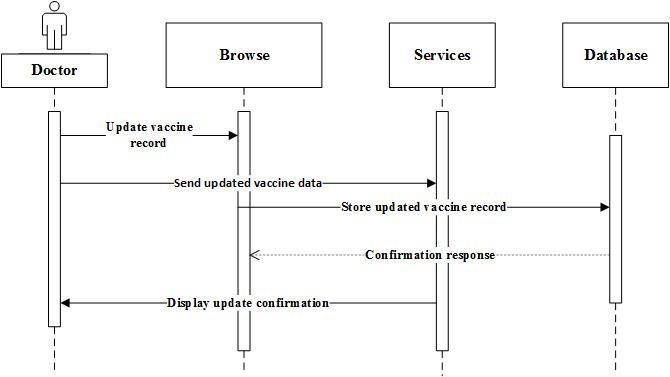 Doctor
Browse
Services
Database
Update vaccine
record
Send updated vaccine data
Store updated vaccine record
Confirmation response
Display update confirmation